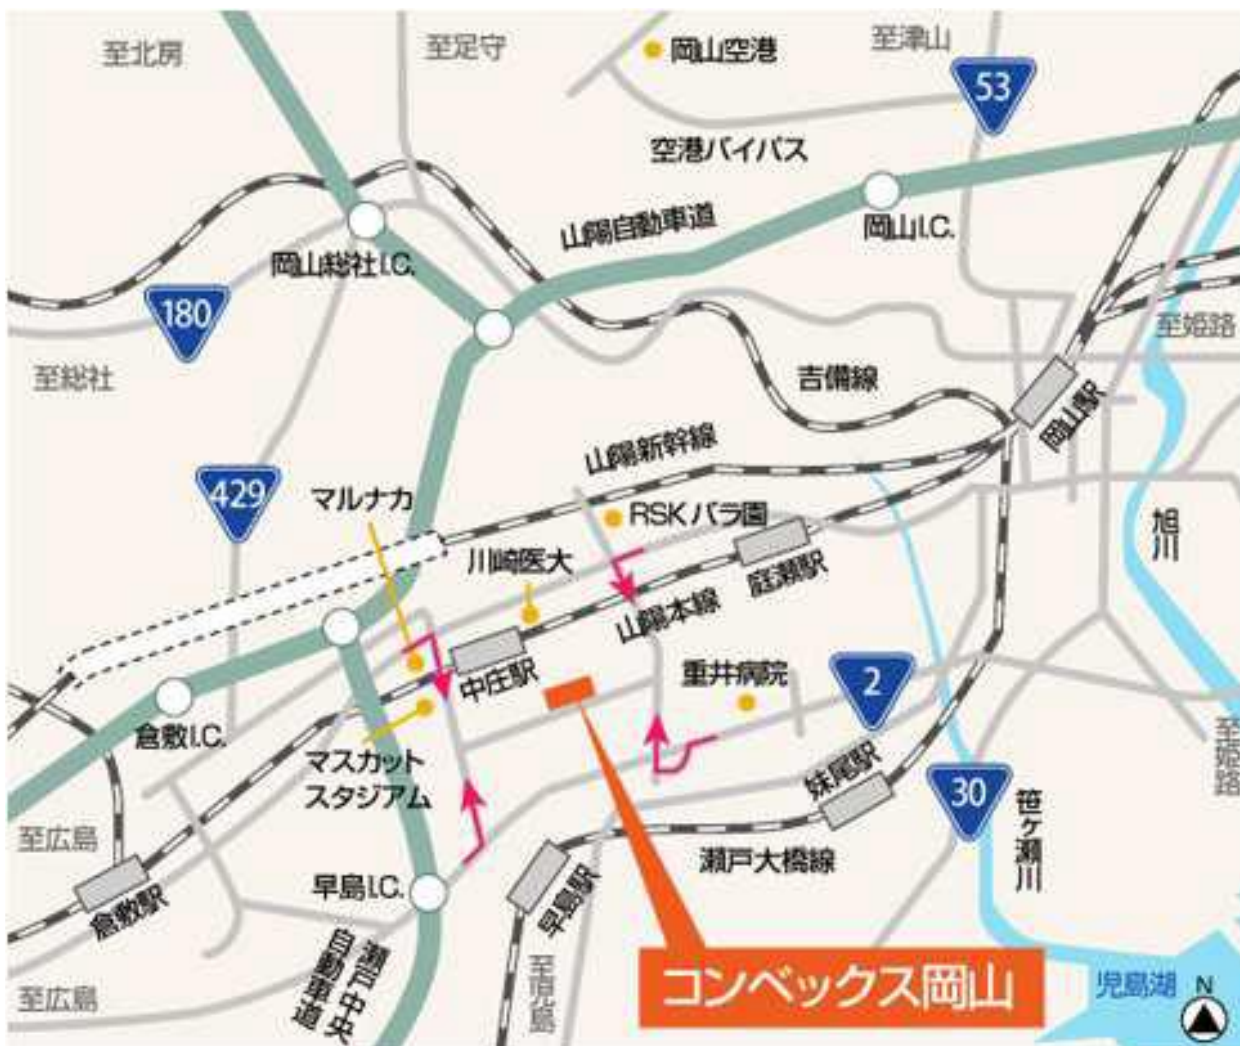 至北房
至足守
岡山空港
至津山
53
空港バイパス
山陽自動車道
岡山I.C.
岡山総社I.C.
180
至総社
至姫路
吉備線
岡山駅
山陽新幹線
429
マルナカ
RSKバラ園
旭川
川崎医大
庭瀬駅
山陽本線
中庄駅
重井病院
2
倉敷I.C.
マスカット
スタジアム
妹尾駅
至姫路
30
笹ヶ瀬川
至広島
瀬戸大橋線
早島I.C.
倉敷駅
早島駅
瀬戸中央
自動車道
至児島
コンベックス岡山
児島湖
N
至広島